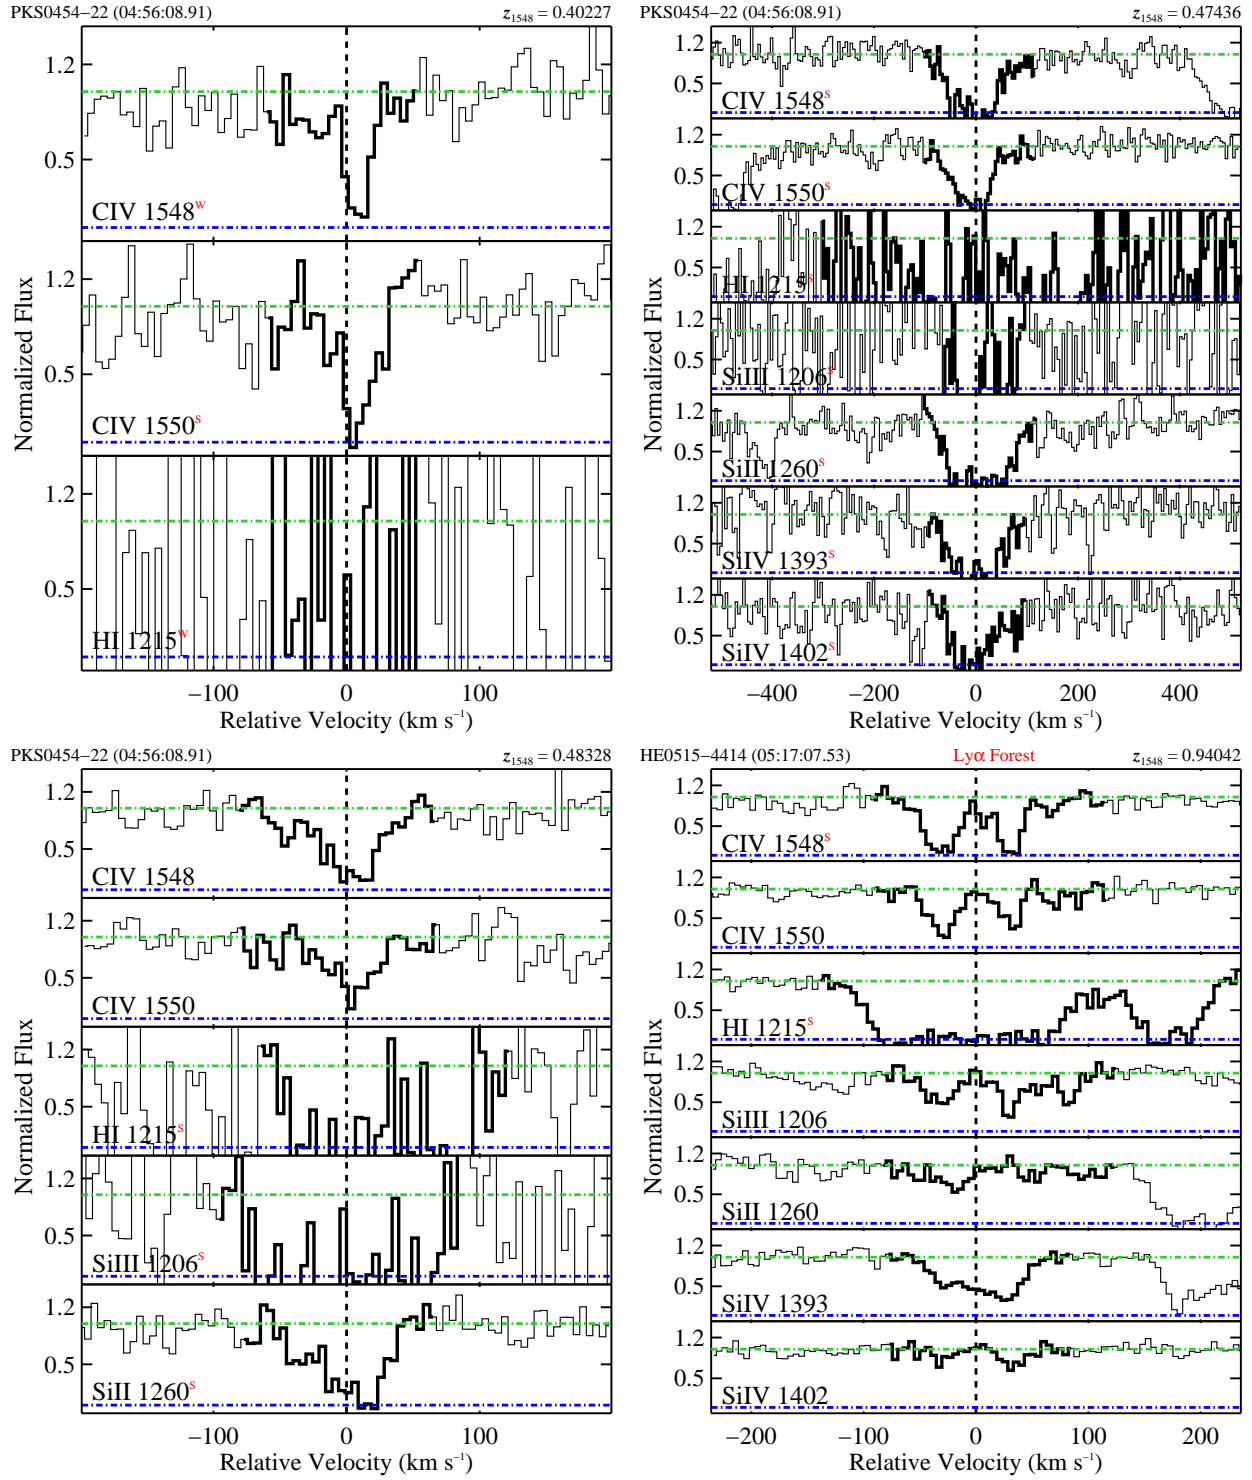 PKS0454−22 (04:56:08.91) z1548 = 0.40227
1.2
0.5
CIV 1548W
1.2
0.5
CIV 1550S
1.2
0.5
HI 1215W
Normalized Flux
−100 0 100
Relative Velocity (km s−1)
PKS0454−22 (04:56:08.91) z1548 = 0.47436
1.2
0.5
CIV 1548S
1.2
0.5
CIV 1550S
1.2
0.5
HI 1215S
1.2
0.5
SiIII 1206S
1.2
0.5
SiII 1260S
1.2
0.5
SiIV 1393S
1.2
0.5
SiIV 1402S
Normalized Flux
−400 −200 0 200 400
Relative Velocity (km s−1)
PKS0454−22 (04:56:08.91) z1548 = 0.48328
1.2
0.5
CIV 1548
1.2
0.5
CIV 1550
1.2
0.5
HI 1215S
1.2
0.5
SiIII 1206S
1.2
0.5
SiII 1260S
Normalized Flux
−100 0 100
Relative Velocity (km s−1)
HE0515−4414 (05:17:07.53) Lyα Forest z1548 = 0.94042
1.2
0.5
CIV 1548S
1.2
0.5
CIV 1550
1.2
0.5
HI 1215S
1.2
0.5
SiIII 1206
1.2
0.5
SiII 1260
1.2
0.5
SiIV 1393
1.2
0.5
SiIV 1402
Normalized Flux
−200 −100 0 100 200
Relative Velocity (km s−1)